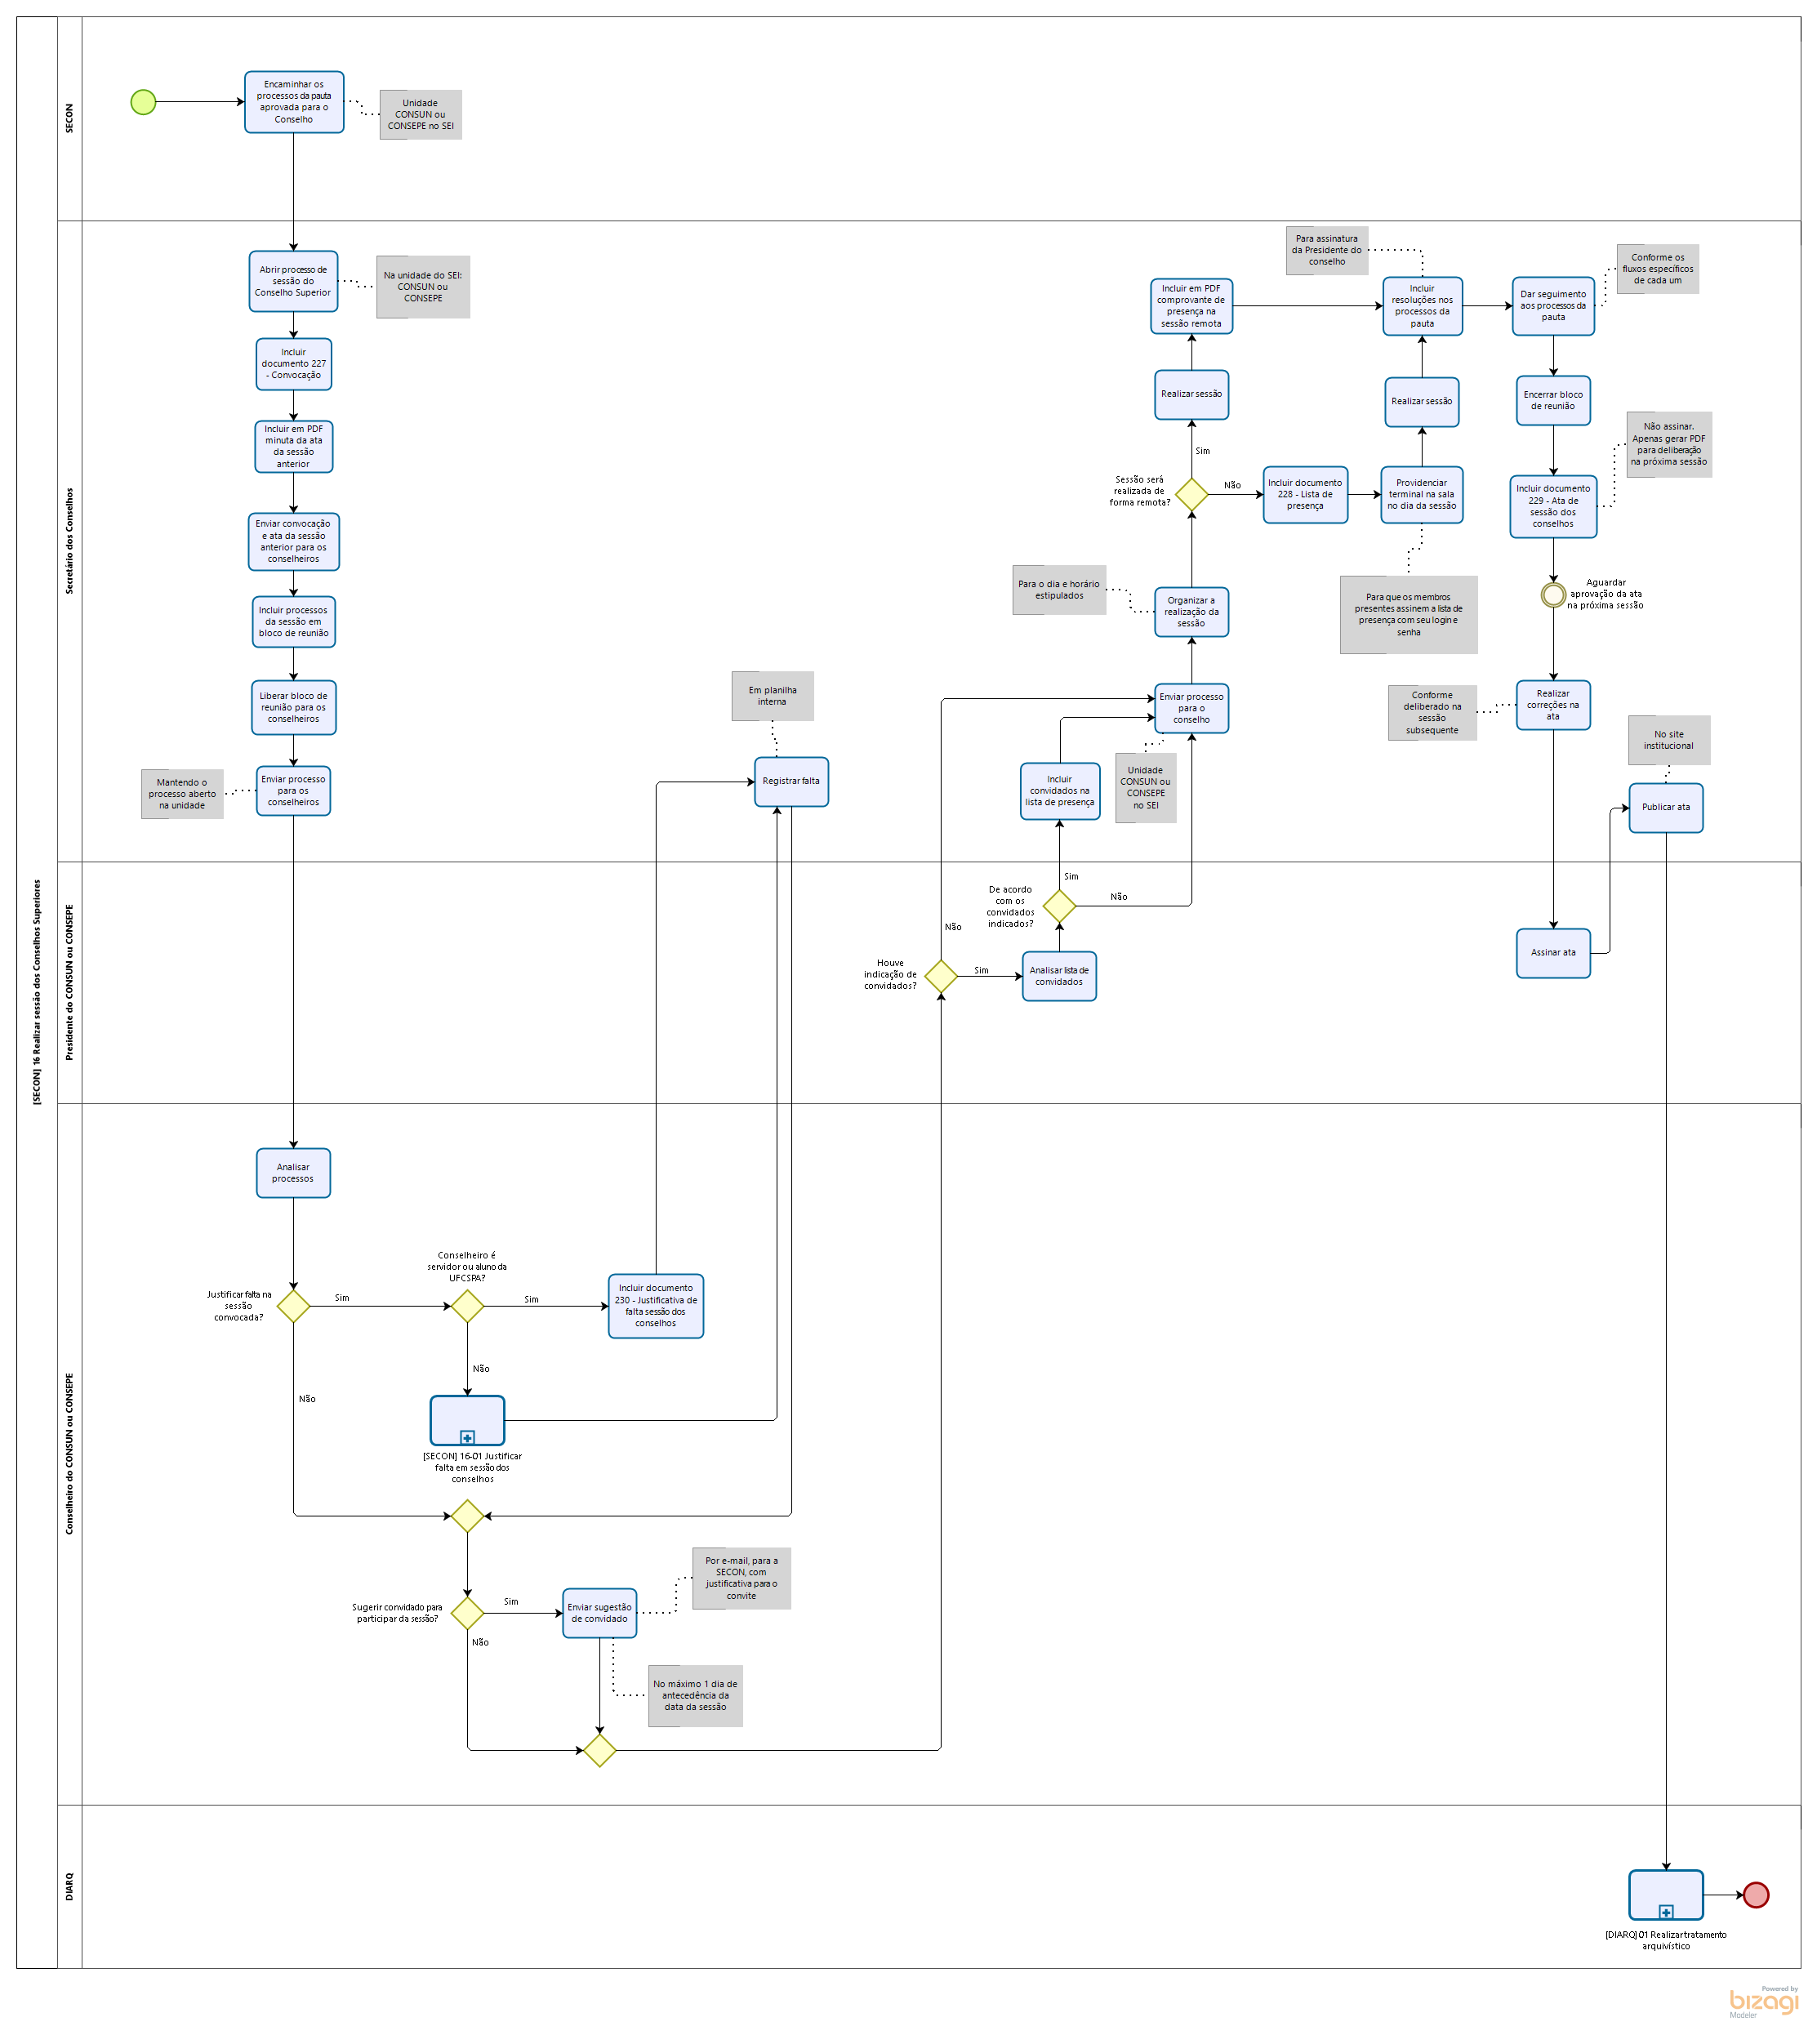 [SECON] 16 Realizar sessão dos Conselhos Superiores
SECON
Encaminhar os
processos da pauta
aprovada para o
Conselho
Unidade
CONSUN ou
CONSEPE no SEI
Secretário dos Conselhos
Abrir processo de
sessão do
Conselho Superior
Na unidade do SEI:
CONSUN ou
CONSEPE
Incluir
documento 227
- Convocação
Incluir em PDF
minuta da ata
da sessão
anterior
Enviar convocação
e ata da sessão
anterior para os
conselheiros
Incluir processos
da sessão em
bloco de reunião
Liberar bloco de
reunião para os
conselheiros
Enviar processo
para os
conselheiros
Mantendo o
processo aberto
na unidade
Em planilha
interna
Registrar falta
Enviar processo
para o
conselho
Unidade
CONSUN ou
CONSEPE
no SEI
Incluir
convidados na
lista de presença
Organizar a
realização da
sessão
Para o dia e horário
estipulados
Sessão será
realizada de
forma remota?
Sim
Não
Realizar sessão
Incluir em PDF
comprovante de
presença na
sessão remota
Incluir documento
228 - Lista de
presença
Providenciar
terminal na sala
no dia da sessão
Para que os membros
presentes assinem a lista de
presença com seu login e
senha
Realizar sessão
Incluir
resoluções nos
processos da
pauta
Para assinatura
da Presidente do
conselho
Dar seguimento
aos processos da
pauta
Conforme os
fluxos específicos
de cada um
Encerrar bloco
de reunião
Incluir documento
229 - Ata de
sessão dos
conselhos
Não assinar.
Apenas gerar PDF
para deliberação
na próxima sessão
Aguardar
aprovação da ata
na próxima sessão
Realizar
correções na
ata
Conforme
deliberado na
sessão
subsequente
Publicar ata
No site
institucional
Presidente do CONSUN ou CONSEPE
Houve
indicação de
convidados?
Não
Sim
Analisar lista de
convidados
De acordo
com os
convidados
indicados?
Sim
Não
Assinar ata
Conselheiro do CONSUN ou CONSEPE
Analisar
processos
Justificar falta na
sessão
convocada?
Sim
Não
Conselheiro é
servidor ou aluno da
UFCSPA?
Sim
Não
Incluir documento
230 - Justificativa de
falta sessão dos
conselhos
[SECON] 16-01 Justificar
falta em sessão dos
conselhos
Sugerir convidado para
participar da sessão?
Sim
Não
Enviar sugestão
de convidado
Por e-mail, para a
SECON, com
justificativa para o
convite
No máximo 1 dia de
antecedência da
data da sessão
DIARQ
[DIARQ] 01 Realizar tratamento
arquivístico
Powered by
bizagi
Modeler